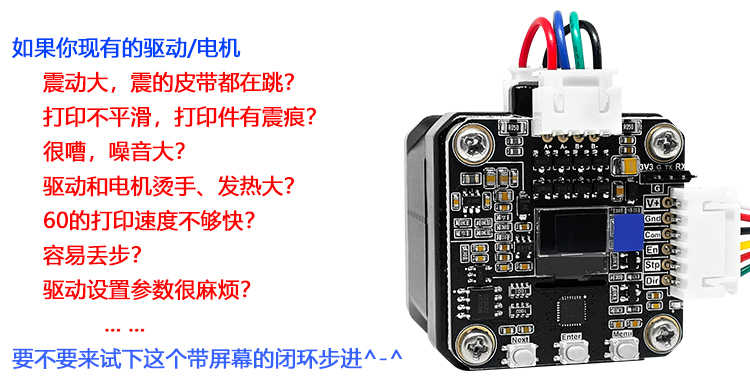 如果你现有的驱动/电机
震动大，震的皮带都在跳？
打印不平滑，打印件有震痕？
很嘈，噪音大？
驱动和电机烫手、发热大？
60的打印速度不够快？
容易丢步？
驱动设置参数很麻烦？
... ...
要不要来试下这个带屏幕的闭环步进^-^
R050
R050
A+ A- B+ B-
3V3 G TX RX
G
V+
Gnd
Com
En
Stp
Dir
1001
1002
Next Enter Menu